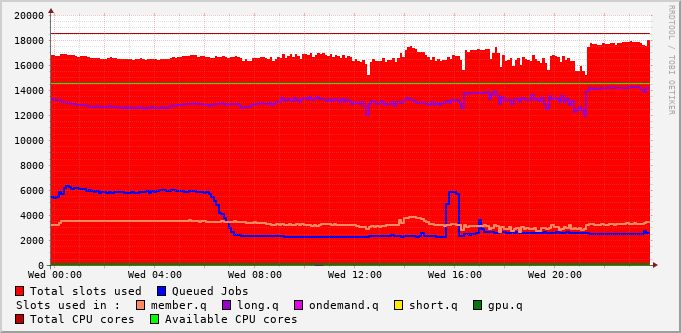 RRDTOOL / TOBI OETIKER
20000
18000
16000
14000
12000
10000
8000
6000
4000
2000
0
Wed 00:00 Wed 04:00 Wed 08:00 Wed 12:00 Wed 16:00 Wed 20:00
Total slots used Queued Jobs
Slots used in : member.q long.q ondemand.q short.q gpu.q
Total CPU cores Available CPU cores